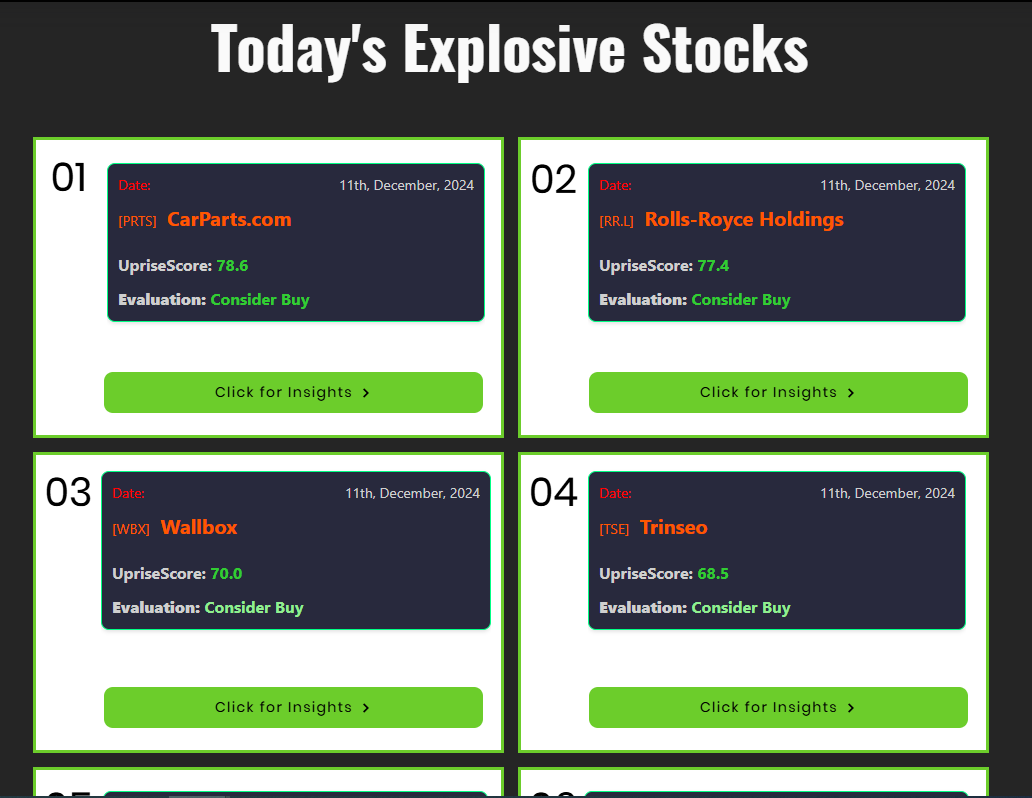 Today's Explosive Stocks
01
Date: 11th, December, 2024
[PRTS] CarParts.com
UpriseScore: 78.6
Evaluation: Consider Buy
Click for Insights >
02
Date: 11th, December, 2024
[RR.L] Rolls-Royce Holdings
UpriseScore: 77.4
Evaluation: Consider Buy
Click for Insights >
03
Date: 11th, December, 2024
[WBX] Wallbox
UpriseScore: 70.0
Evaluation: Consider Buy
Click for Insights >
04
Date: 11th, December, 2024
[TSE] Trinseo
UpriseScore: 68.5
Evaluation: Consider Buy
Click for Insights >